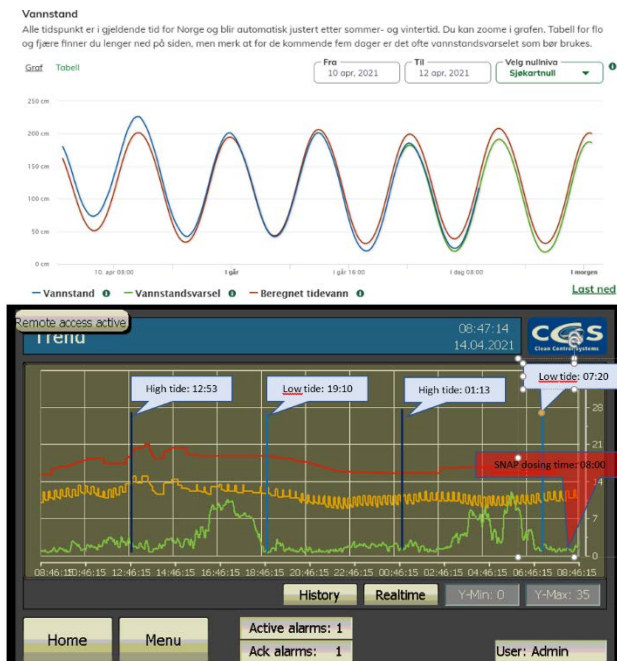 Vannstand
Alle tidspunkt er i gjeldende tid for Norge og blir automatisk justert etter sommer- og vintertid. Du kan zoome i grafen. Tabell for flo
og fjære finner du lenger ned på siden, men merk at for de kommende fem dager er det ofte vannstandsvarselet som bør brukes.
Graf Tabell
Fra Til Velg nullnivå
10 apr, 2021 12 apr, 2021 Sjøkartnull
250 cm
200 cm
150 cm
100 cm
50 cm
0 cm
10. apr 08:00 I går I går 16:00 I dag 08:00 I morgen
Vannstand Vannstandsvarsel Beregnet tidevann Last ned
Remote access active
Trend
08:47:14
14.04.2021
CCS
Clean Control Systems
High tide: 12:53 Low tide: 19:10 High tide: 01:13 Low tide: 07:20
28
21
SNAP dosing time: 08:00
14
7
0
08:46:15 10:46:15 12:46:15 14:46:15 16:46:15 18:46:15 20:46:15 22:46:15 00:46:15 02:46:15 04:46:15 06:46:15 08:46:15
History Realtime Y-Min: 0 Y-Max: 35
Home Menu
Active alarms: 1
Ack alarms: 1
User: Admin